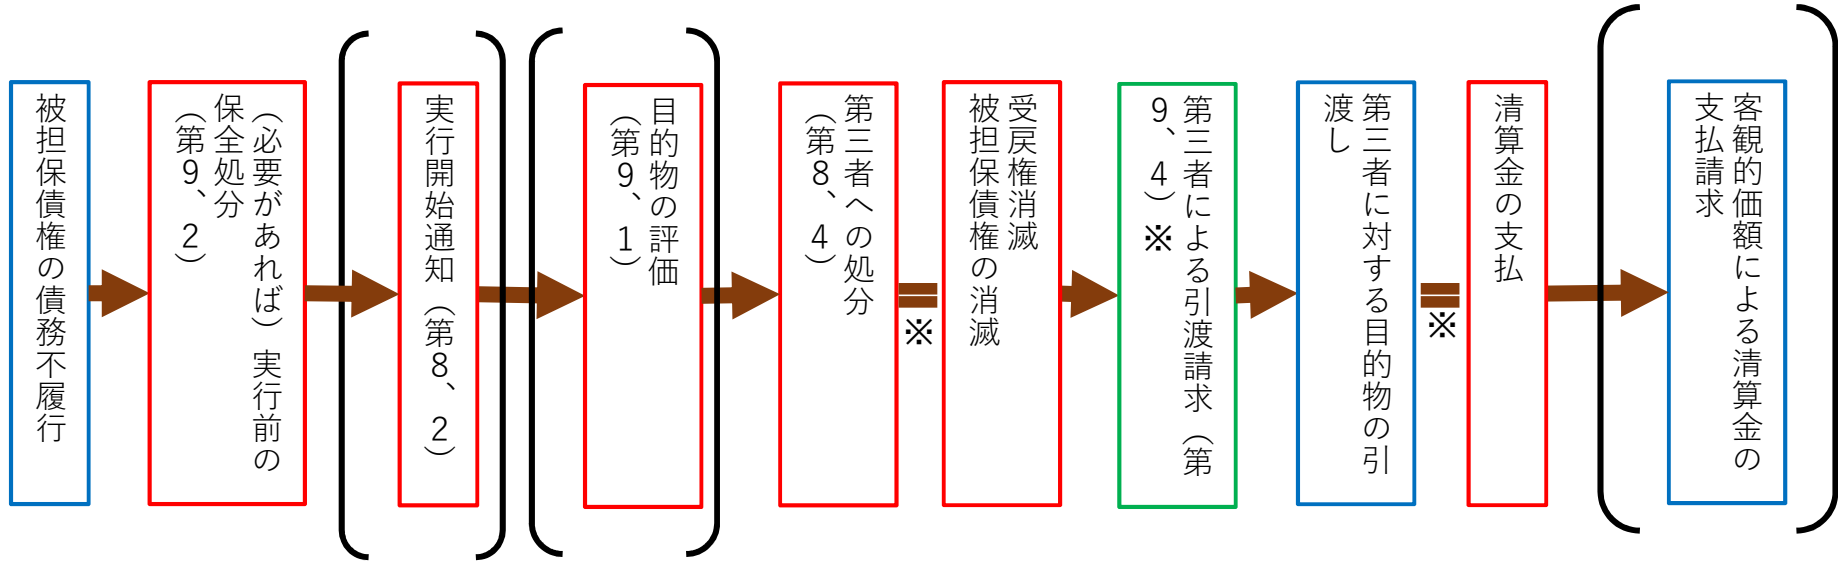 被担保債権の債務不履行
（必要があれば）実行前の
保全処分
（第９、２）
実行開始通知（第８、２）
目的物の評価
（第９、１）
第三者への処分
（第８、４）
※
受戻権消滅
被担保債権の消滅
第三者による引渡請求（第
９、４）※
第三者に対する目的物の引
渡し
※
清算金の支払
客観的価額による清算金の
支払請求